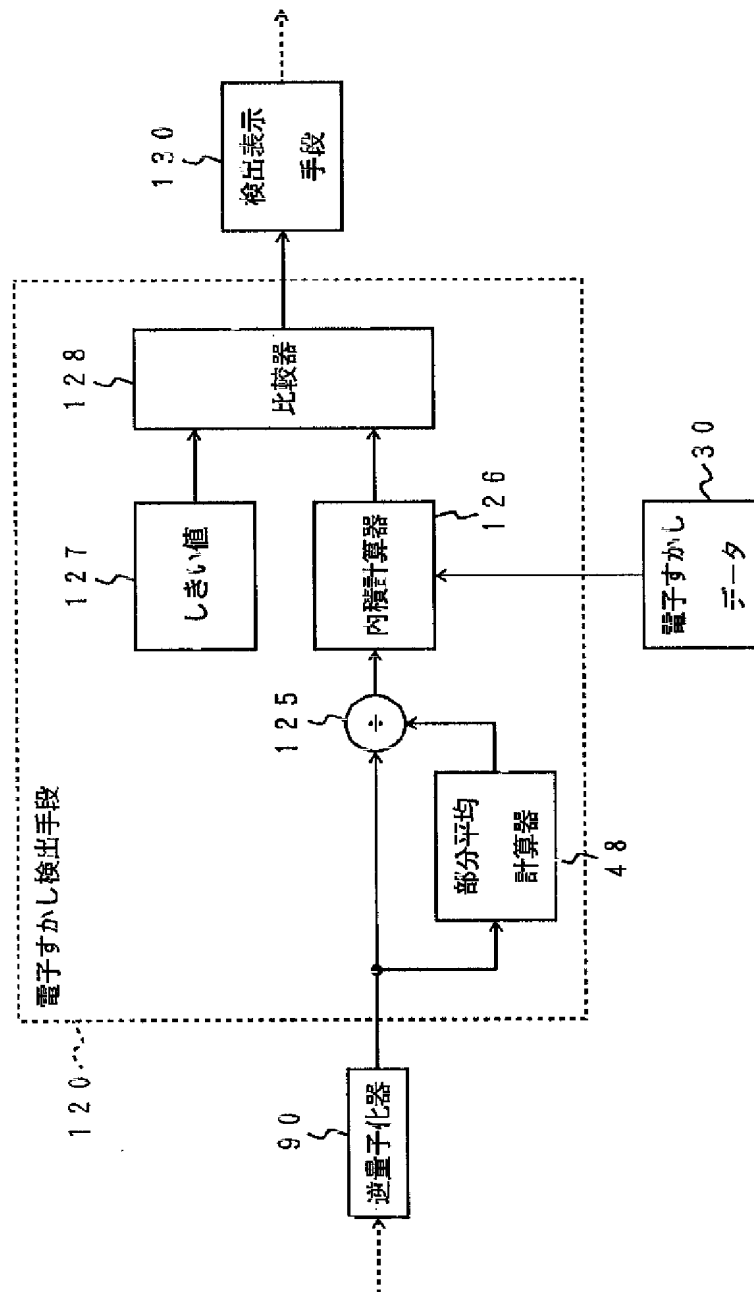 電子すかし検出手段
120
90
逆量子化器
部分平均
計算器
48
125
÷
127
しきい値
内積計算器
126
128
比較器
130
検出表示
手段
30
電子すかし
データ